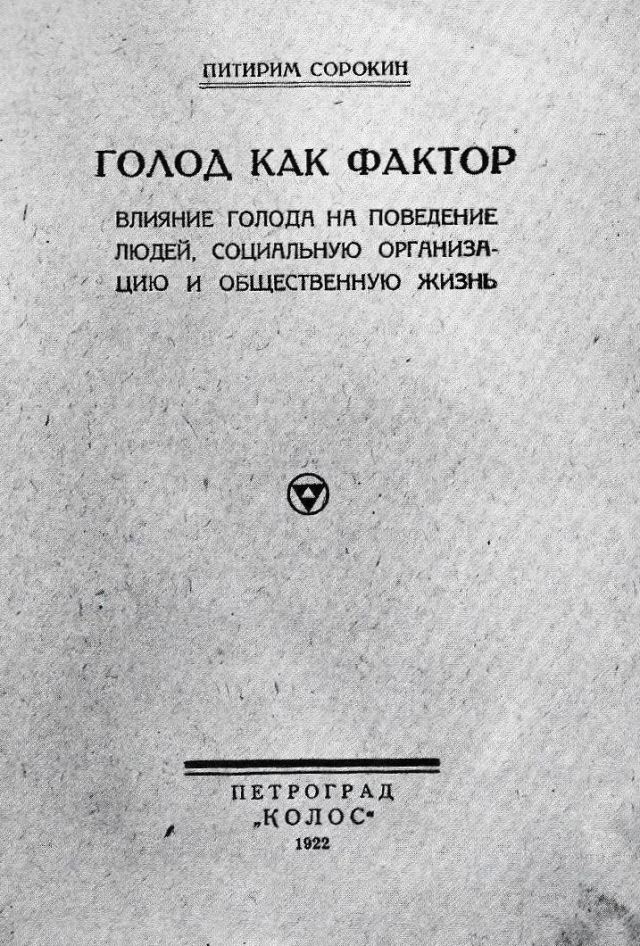 ПИТИРИМ СОРОКИН
ГОЛОД КАК ФАКТОР
ВЛИЯНИЕ ГОЛОДА НА ПОВЕДЕНИЕ
ЛЮДЕЙ, СОЦИАЛЬНУЮ ОРГАНИЗА-
ЦИЮ И ОБЩЕСТВЕННУЮ ЖИЗНЬ
ПЕТРОГРАД
„КОЛОС“
1922